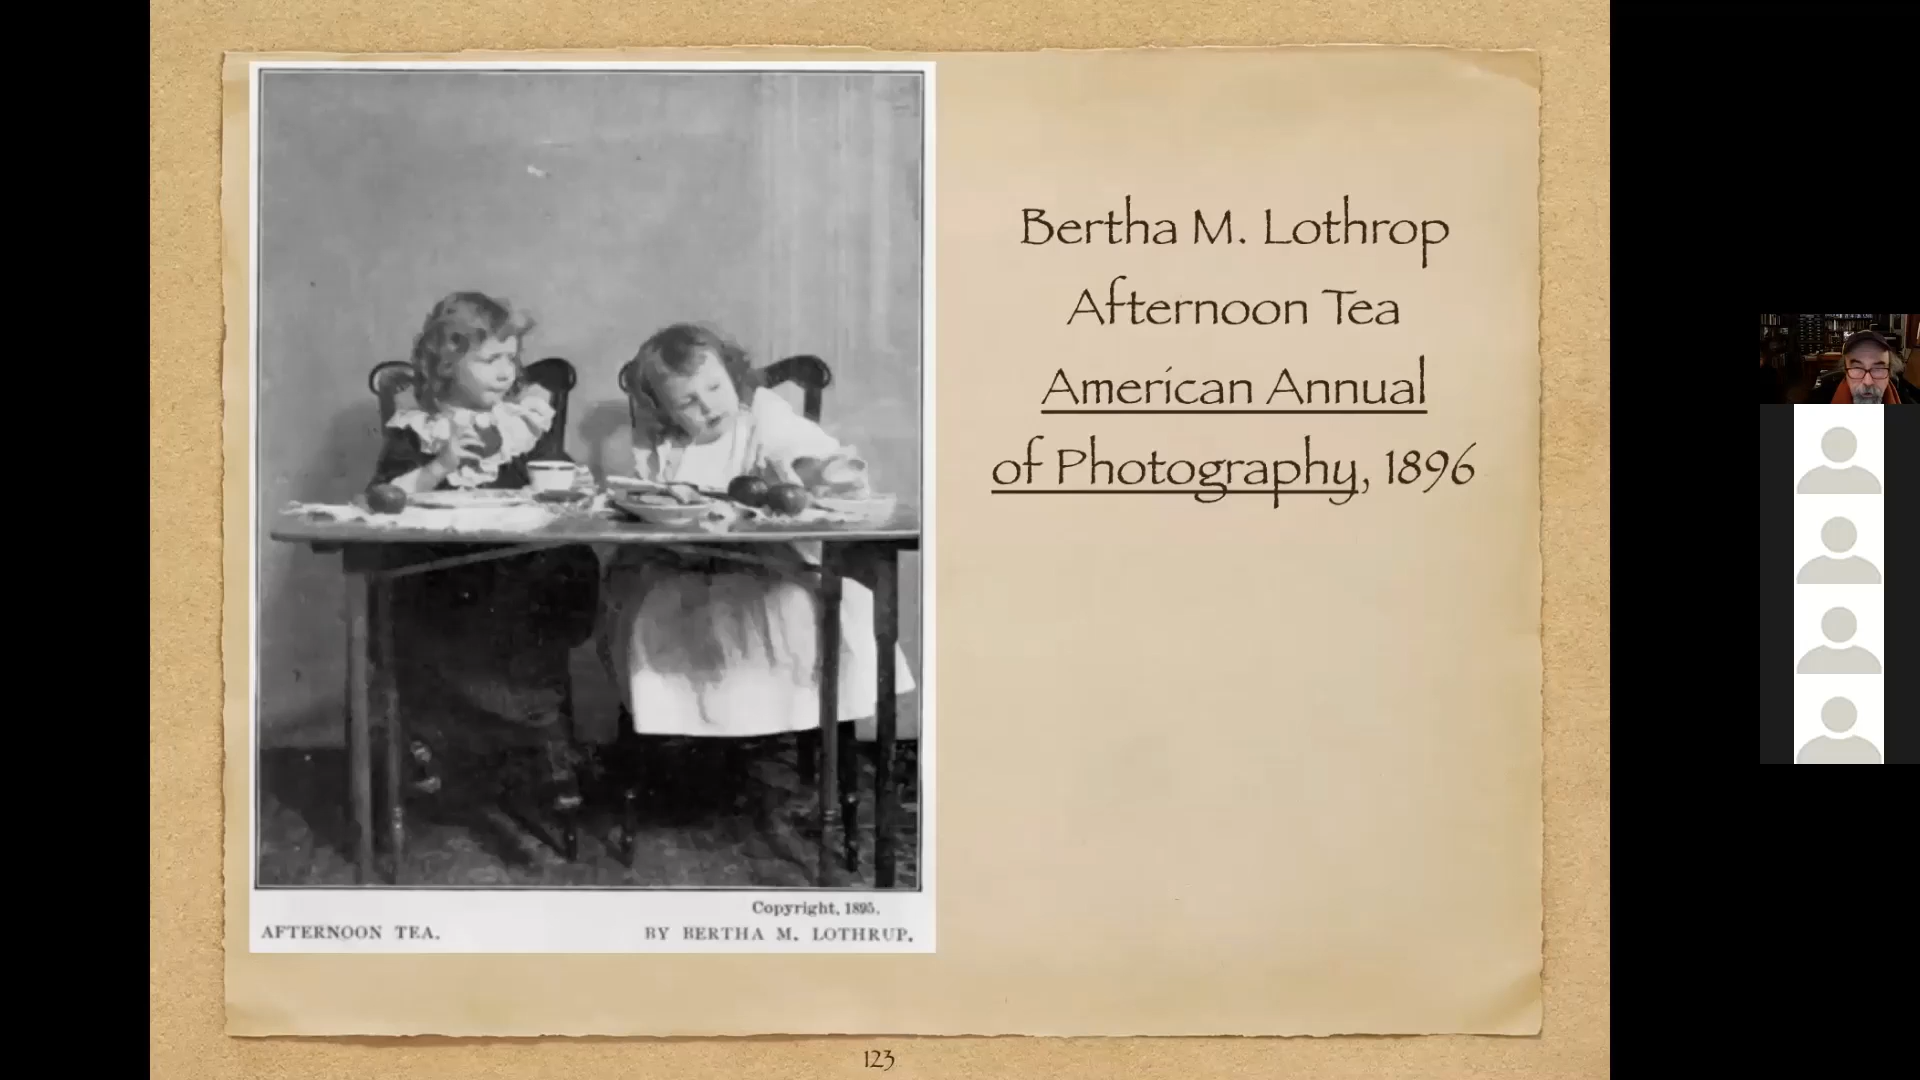 Bertha M. Lothrop
Afternoon Tea
American Annual
of Photography, 1896
Copyright, 1895.
AFTERNOON TEA. BY BERTHA M. LOTHRUP.
123